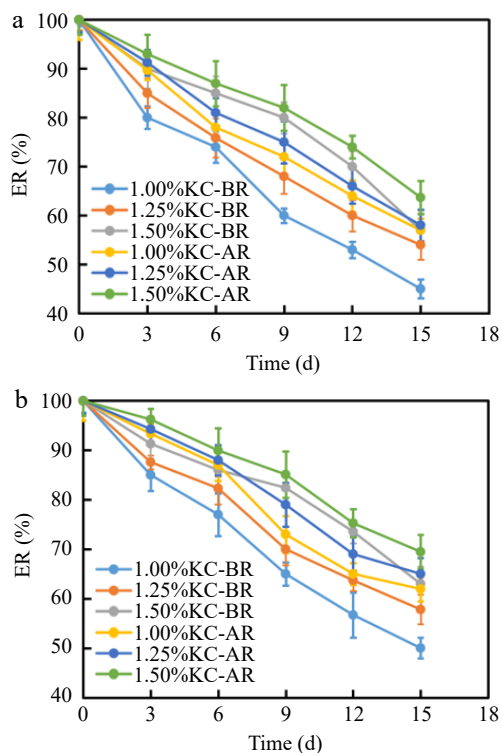 a
100
90
80
70
60
50
40
ER (%)
1.00%KC-BR
1.25%KC-BR
1.50%KC-BR
1.00%KC-AR
1.25%KC-AR
1.50%KC-AR
0 3 6 9 12 15 18
Time (d)
b
100
90
80
70
60
50
40
ER (%)
1.00%KC-BR
1.25%KC-BR
1.50%KC-BR
1.00%KC-AR
1.25%KC-AR
1.50%KC-AR
0 3 6 9 12 15 18
Time (d)